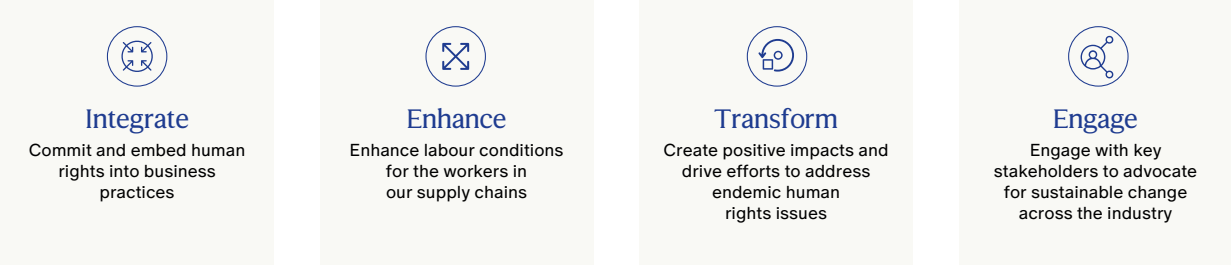 Integrate
Commit and embed human
rights into business
practices
Enhance
Enhance labour conditions
for the workers in
our supply chains
Transform
Create positive impacts and
drive efforts to address
endemic human
rights issues
Engage
Engage with key
stakeholders to advocate
for sustainable change
across the industry